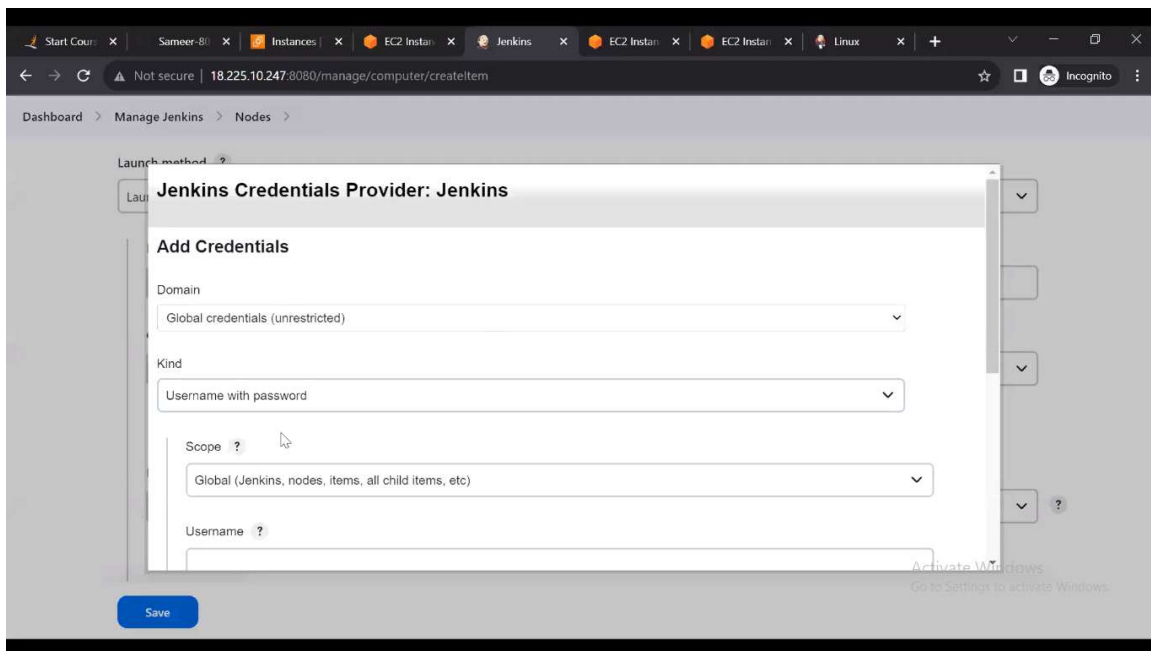 Start Cour
Sameer-80
Instances |
EC2 Instan
Jenkins
EC2 Instan
EC2 Instan
Linux
Not secure | 18.225.10.247:8080/manage/computer/createItem
Incognito
Dashboard > Manage Jenkins > Nodes >
Launch method ?
Lau
Jenkins Credentials Provider: Jenkins
Add Credentials
Domain
Global credentials (unrestricted)
Kind
Username with password
Scope ?
Global (Jenkins, nodes, items, all child items, etc)
?
Username ?
Activate Windows
Go to Settings to activate Windows.
Save